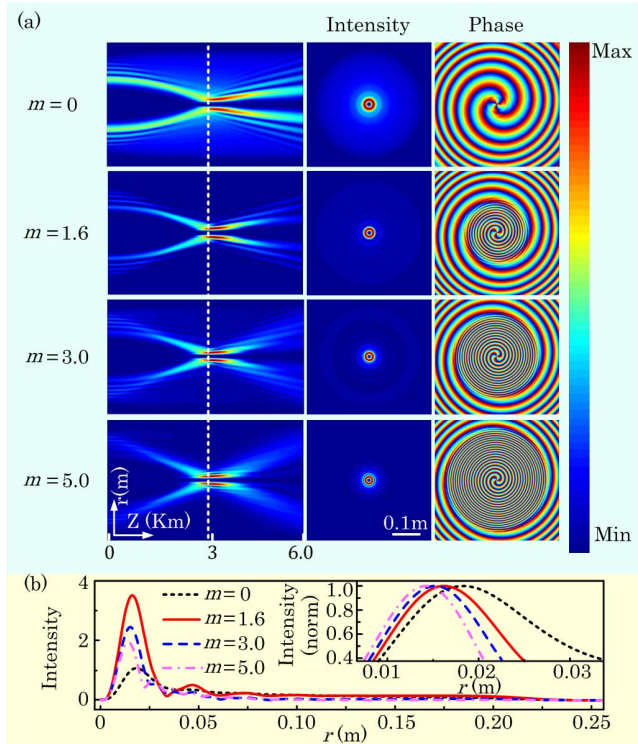 (a)
Intensity
Phase
Max
m = 0
m = 1.6
m = 3.0
m = 5.0
r(m)
Z (Km)
0
3
6.0
0.1m
Min
(b)
Intensity
4
2
0
m = 0
m = 1.6
m = 3.0
m = 5.0
Intensity
(norm)
1.0
0.8
0.6
0.4
0.01
0.02
0.03
r(m)
0
0.05
0.10
0.15
0.20
0.25
r(m)